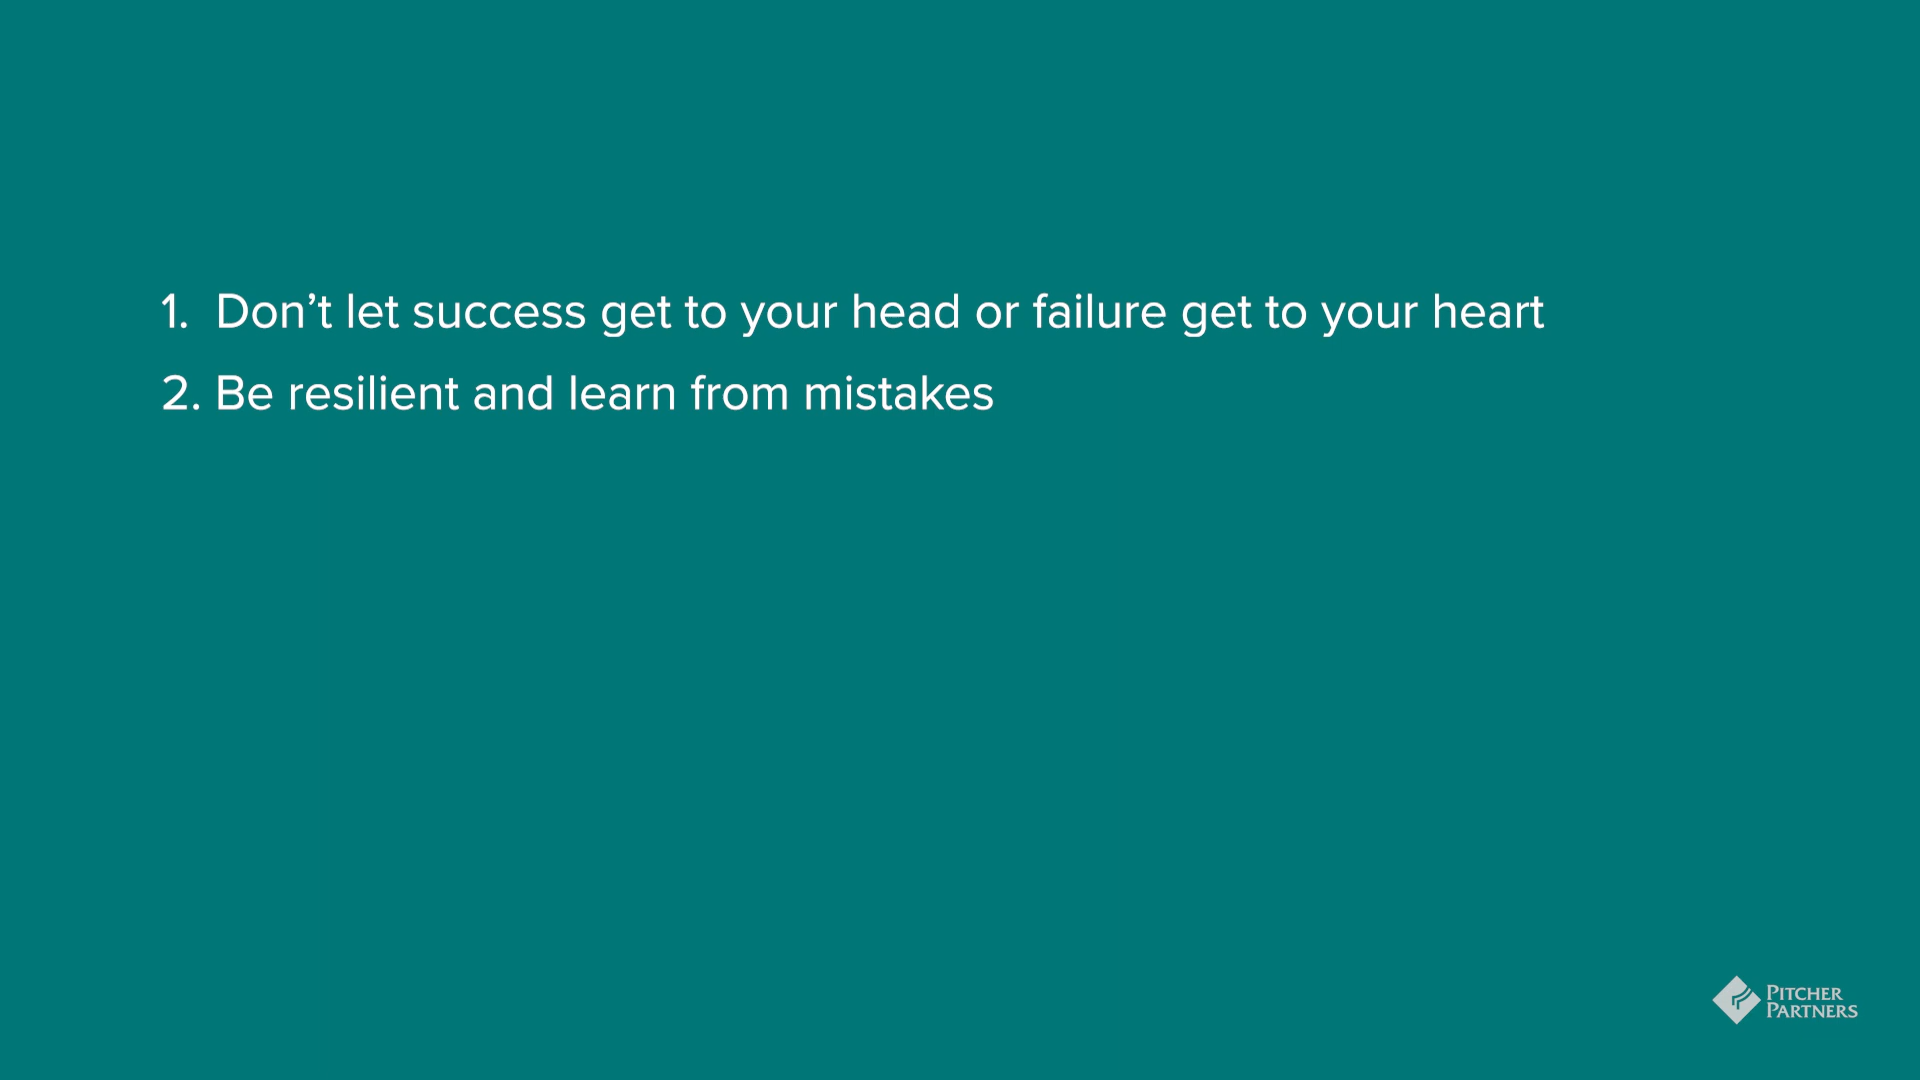 1. Don’t let success get to your head or failure get to your heart
2. Be resilient and learn from mistakes
PITCHER
PARTNERS